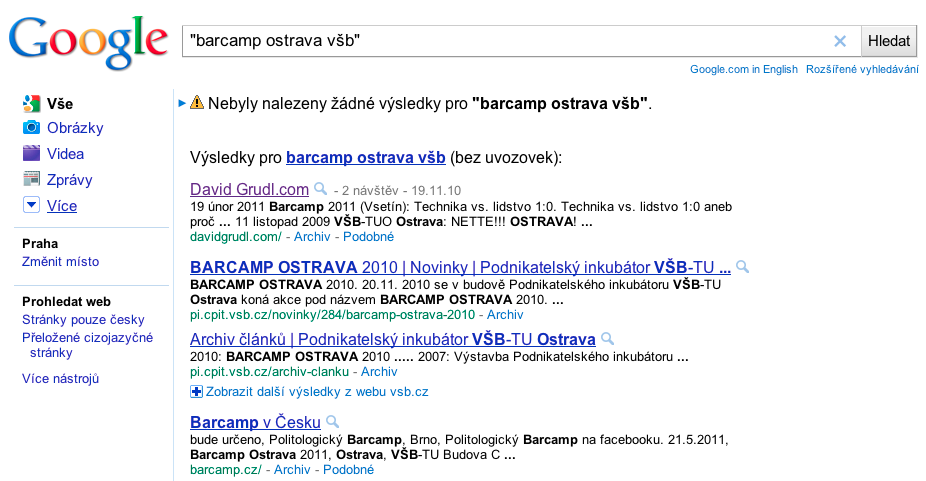 Google
"barcamp ostrava všb"
Hledat
Google.com in English Rozšířené vyhledávání
Vše
Obrázky
Videa
Zprávy
Více
Praha
Změnit místo
Prohledat web
Stránky pouze česky
Přeložené cizojazyčné
stránky
Více nástrojů
Nebyly nalezeny žádné výsledky pro "barcamp ostrava všb".
Výsledky pro barcamp ostrava všb (bez uvozovek):
David Grudl.com - 2 návštěv - 19.11.10
19 únor 2011 Barcamp 2011 (Vsetín): Technika vs. lidstvo 1:0. Technika vs. lidstvo 1:0 aneb
proč ... 11 listopad 2009 VŠB-TUO Ostrava: NETTE!!! OSTRAVA! ...
davidgrudl.com/ - Archiv - Podobné
BARCAMP OSTRAVA 2010 | Novinky | Podnikatelský inkubátor VŠB-TU ...
BARCAMP OSTRAVA 2010. 20.11. 2010 se v budově Podnikatelského inkubátoru VŠB-TU
Ostrava koná akce pod názvem BARCAMP OSTRAVA 2010. ...
pi.cpit.vsb.cz/novinky/284/barcamp-ostrava-2010 - Archiv
Archiv článků | Podnikatelský inkubátor VŠB-TU Ostrava
2010: BARCAMP OSTRAVA 2010 ..... 2007: Výstavba Podnikatelského inkubátoru ...
pi.cpit.vsb.cz/archiv-clanku - Archiv
Zobrazit další výsledky z webu vsb.cz
Barcamp v Česku
bude určeno, Politologický Barcamp, Brno, Politologický Barcamp na facebooku. 21.5.2011,
Barcamp Ostrava 2011, Ostrava, VŠB-TU Budova C ...
barcamp.cz/ - Archiv - Podobné